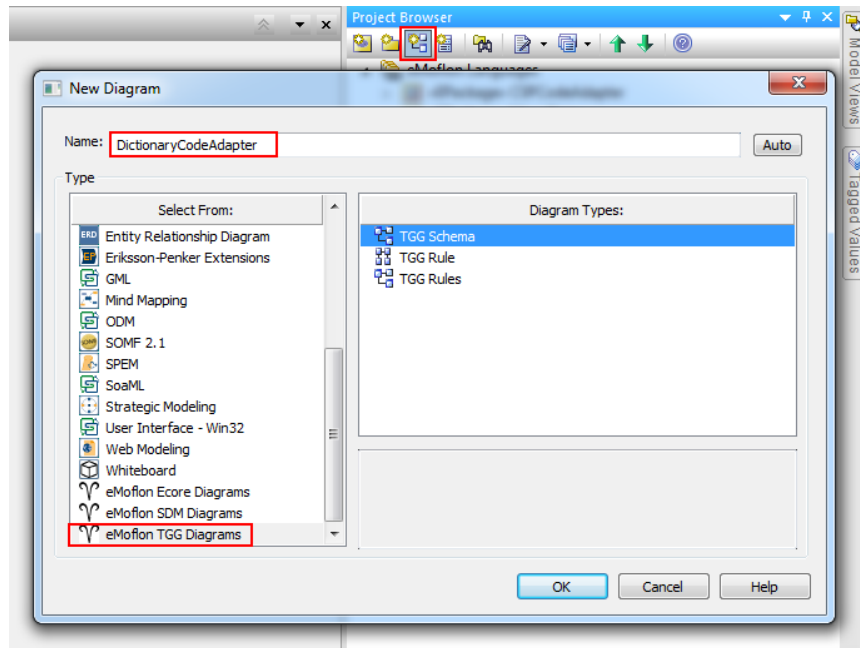 Project Browser
eMoflon Languages
New Diagram
Name: DictionaryCodeAdapter
Auto
Type
Select From:
Entity Relationship Diagram
Eriksson-Penker Extensions
GML
Mind Mapping
ODM
SOMF 2.1
SPEM
SoaML
Strategic Modeling
User Interface - Win32
Web Modeling
Whiteboard
eMoflon Ecore Diagrams
eMoflon SDM Diagrams
eMoflon TGG Diagrams
Diagram Types:
TGG Schema
TGG Rule
TGG Rules
OK
Cancel
Help
Model Views
Tagged Values